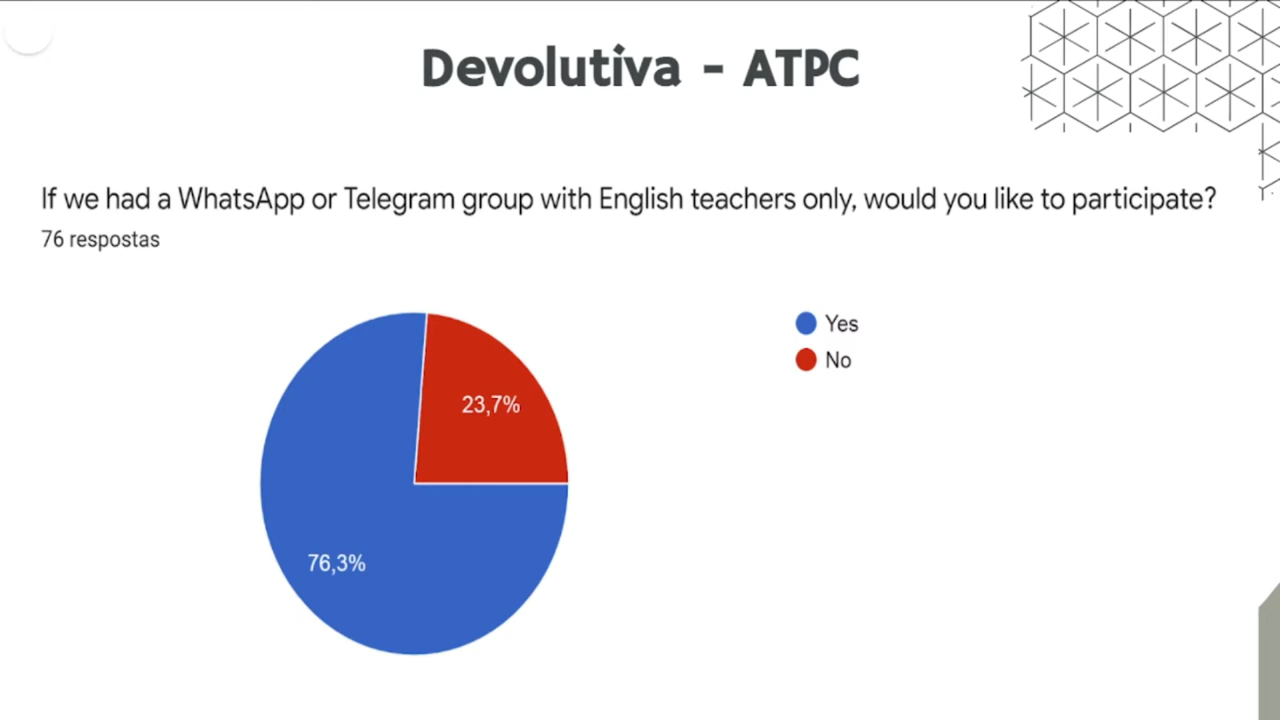 Devolutiva - ATPC
If we had a WhatsApp or Telegram group with English teachers only, would you like to participate?
76 respostas
Yes
No
23,7%
76,3%